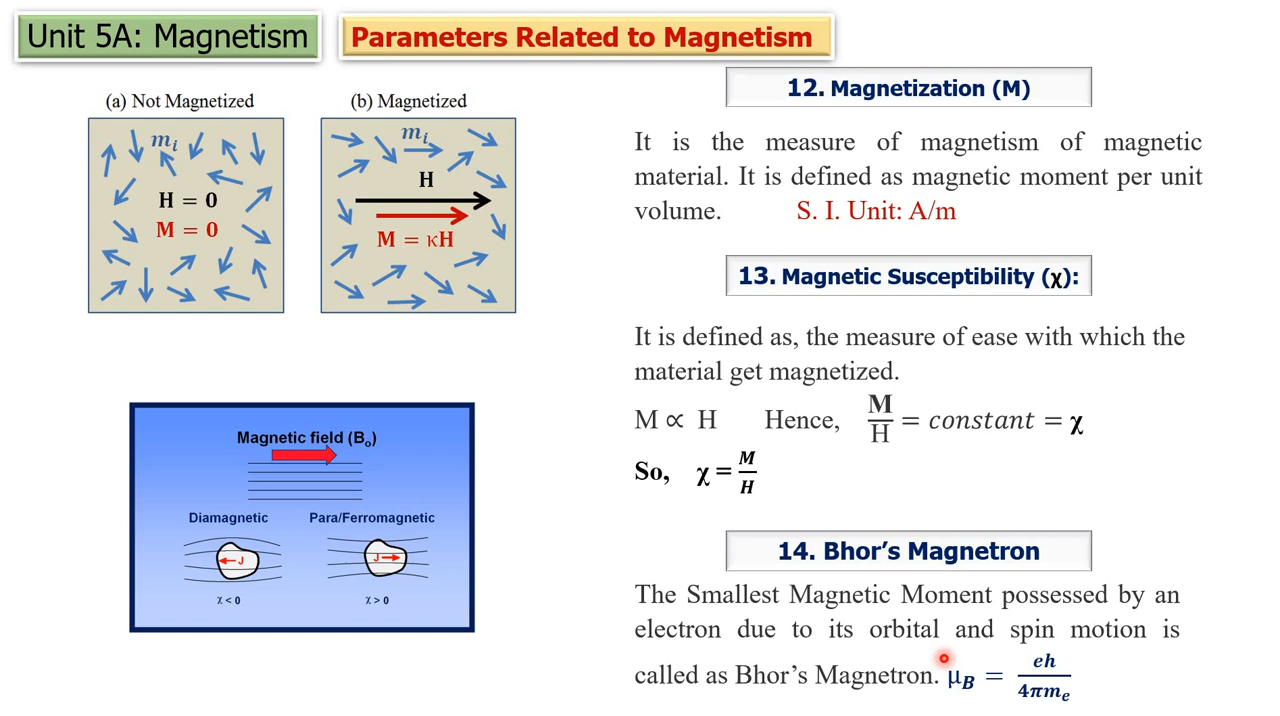 Unit 5A: Magnetism
Parameters Related to Magnetism
(a) Not Magnetized
mᵢ
H = 0
M = 0
(b) Magnetized
mᵢ
H
M = κH
Magnetic field (Bₒ)
Diamagnetic
J
χ < 0
Para/Ferromagnetic
J
χ > 0
12. Magnetization (M)
It is the measure of magnetism of magnetic
material. It is defined as magnetic moment per unit
volume. S. I. Unit: A/m
13. Magnetic Susceptibility (χ):
It is defined as, the measure of ease with which the
material get magnetized.
M ∝ H Hence, M/H = constant = χ
So, χ = M/H
14. Bhor's Magnetron
The Smallest Magnetic Moment possessed by an
electron due to its orbital and spin motion is
called as Bhor's Magnetron. μ_B = eh/4πmₑ